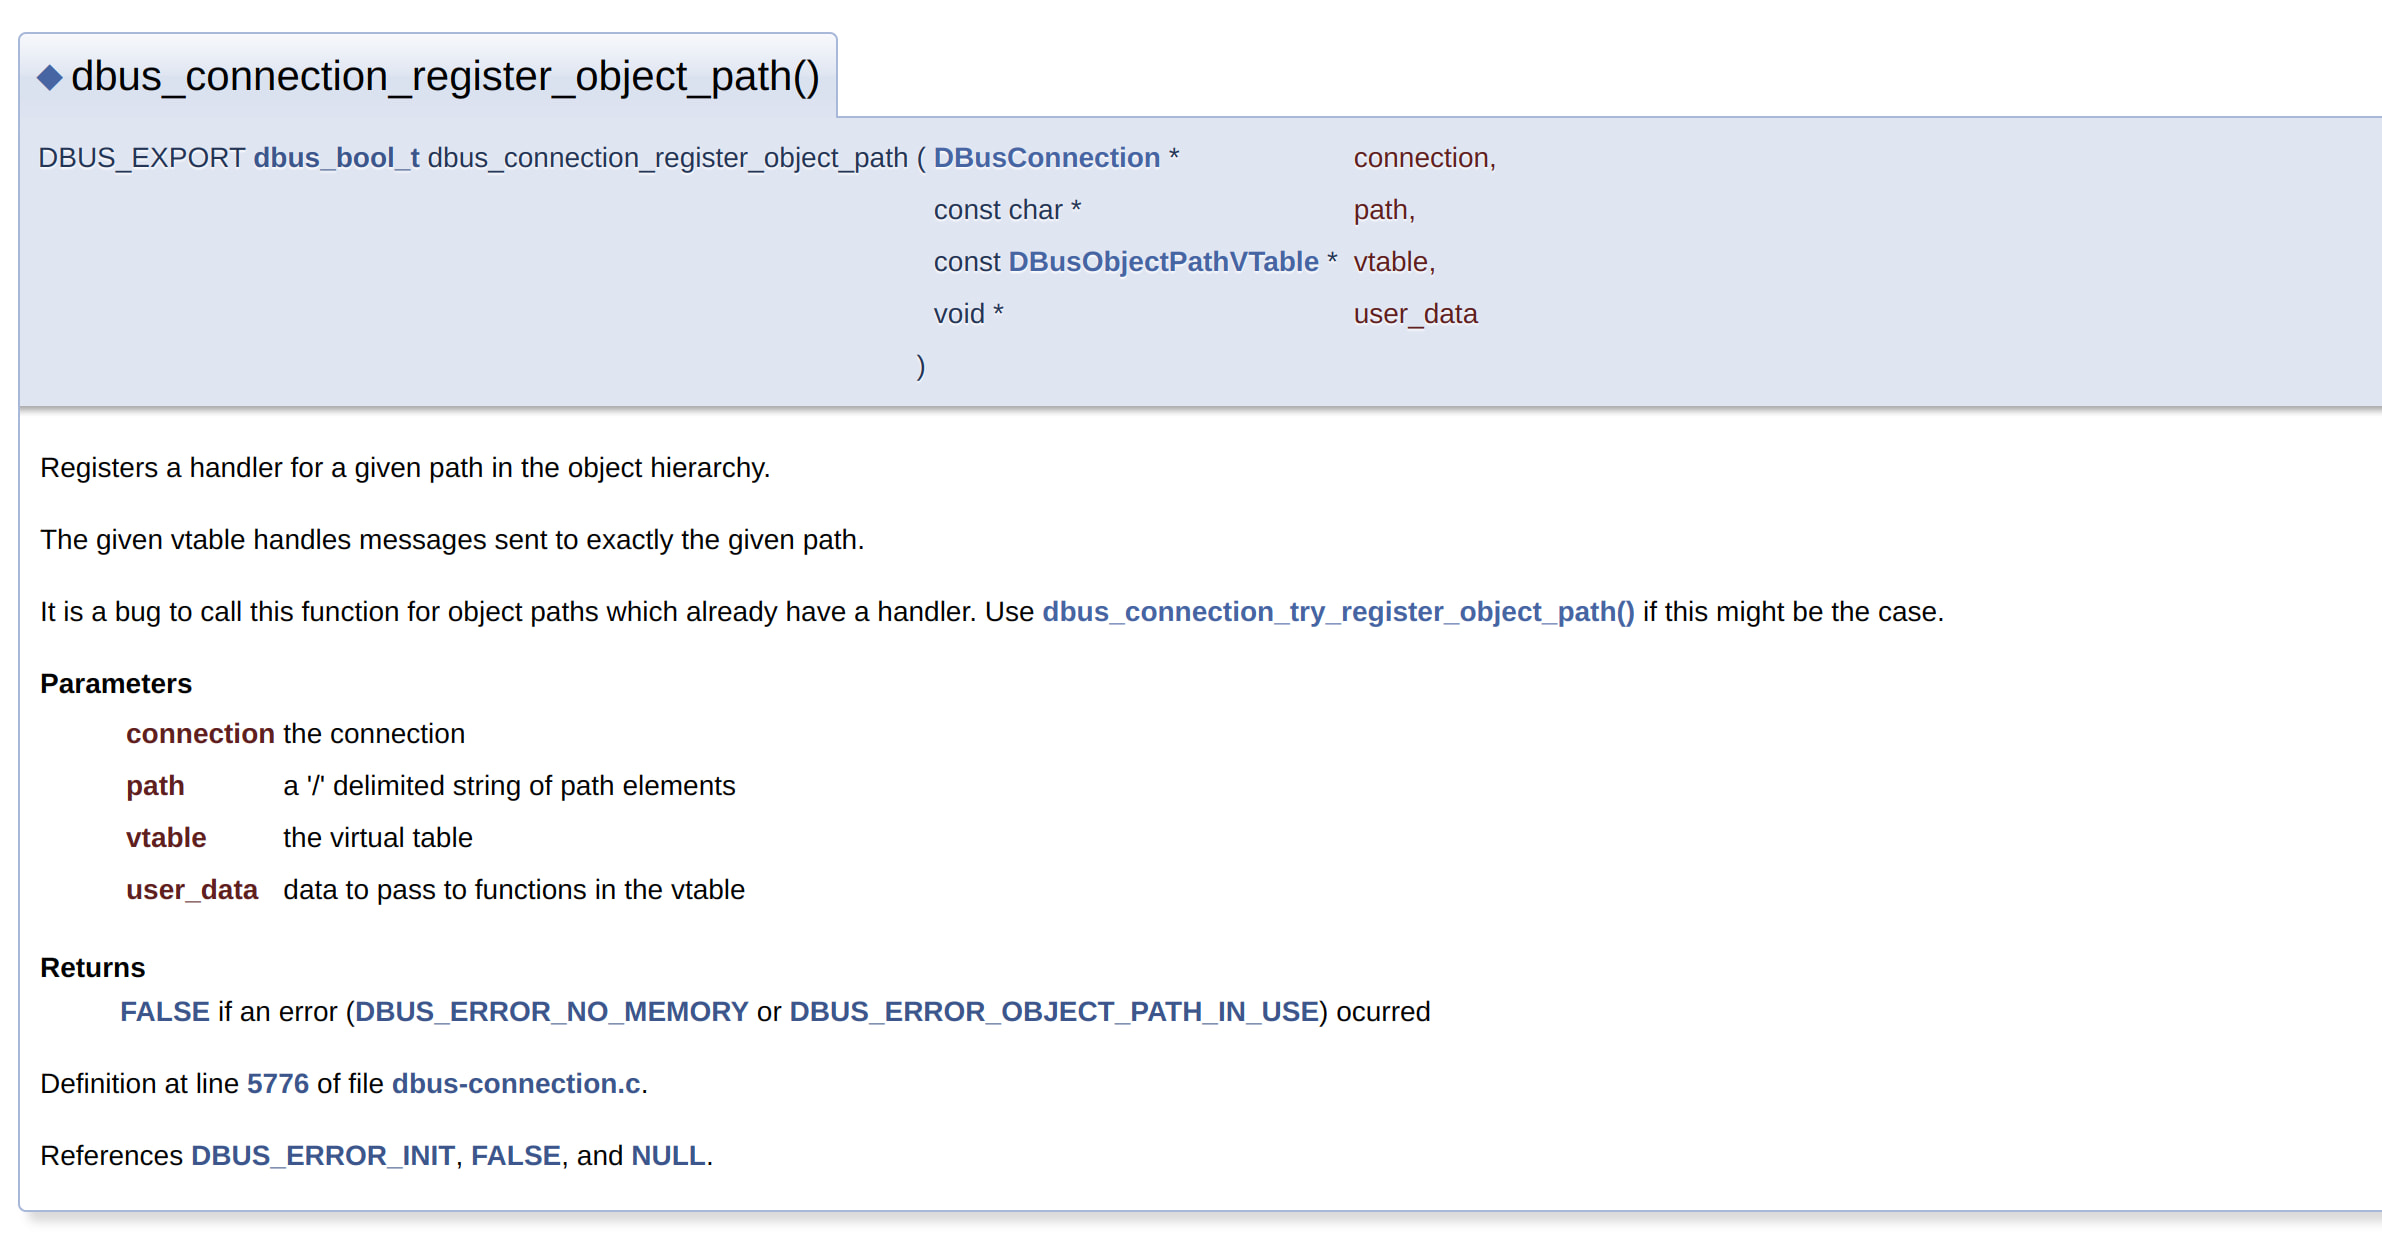 dbus_connection_register_object_path()
DBUS_EXPORT dbus_bool_t dbus_connection_register_object_path ( DBusConnection * connection,
const char * path,
const DBusObjectPathVTable * vtable,
void * user_data
)
Registers a handler for a given path in the object hierarchy.
The given vtable handles messages sent to exactly the given path.
It is a bug to call this function for object paths which already have a handler. Use dbus_connection_try_register_object_path() if this might be the case.
Parameters
connection the connection
path a '/' delimited string of path elements
vtable the virtual table
user_data data to pass to functions in the vtable
Returns
FALSE if an error (DBUS_ERROR_NO_MEMORY or DBUS_ERROR_OBJECT_PATH_IN_USE) ocurred
Definition at line 5776 of file dbus-connection.c.
References DBUS_ERROR_INIT, FALSE, and NULL.